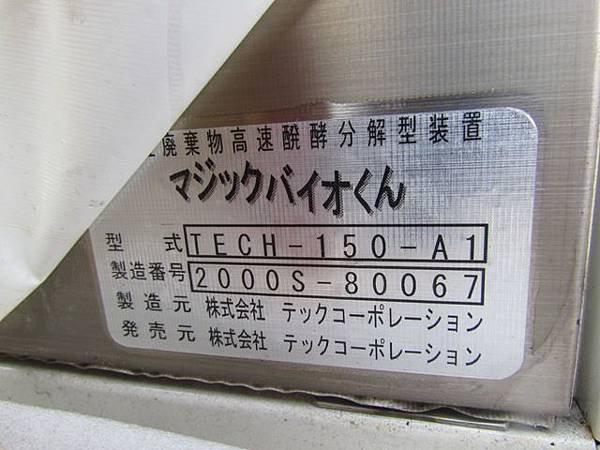 廃棄物高速醗酵分解型装置
マジックバイオくん
型式 TECH-150-A1
製造番号 2000S-80067
製造元 株式会社 テックコーポレーション
発売元 株式会社 テックコーポレーション